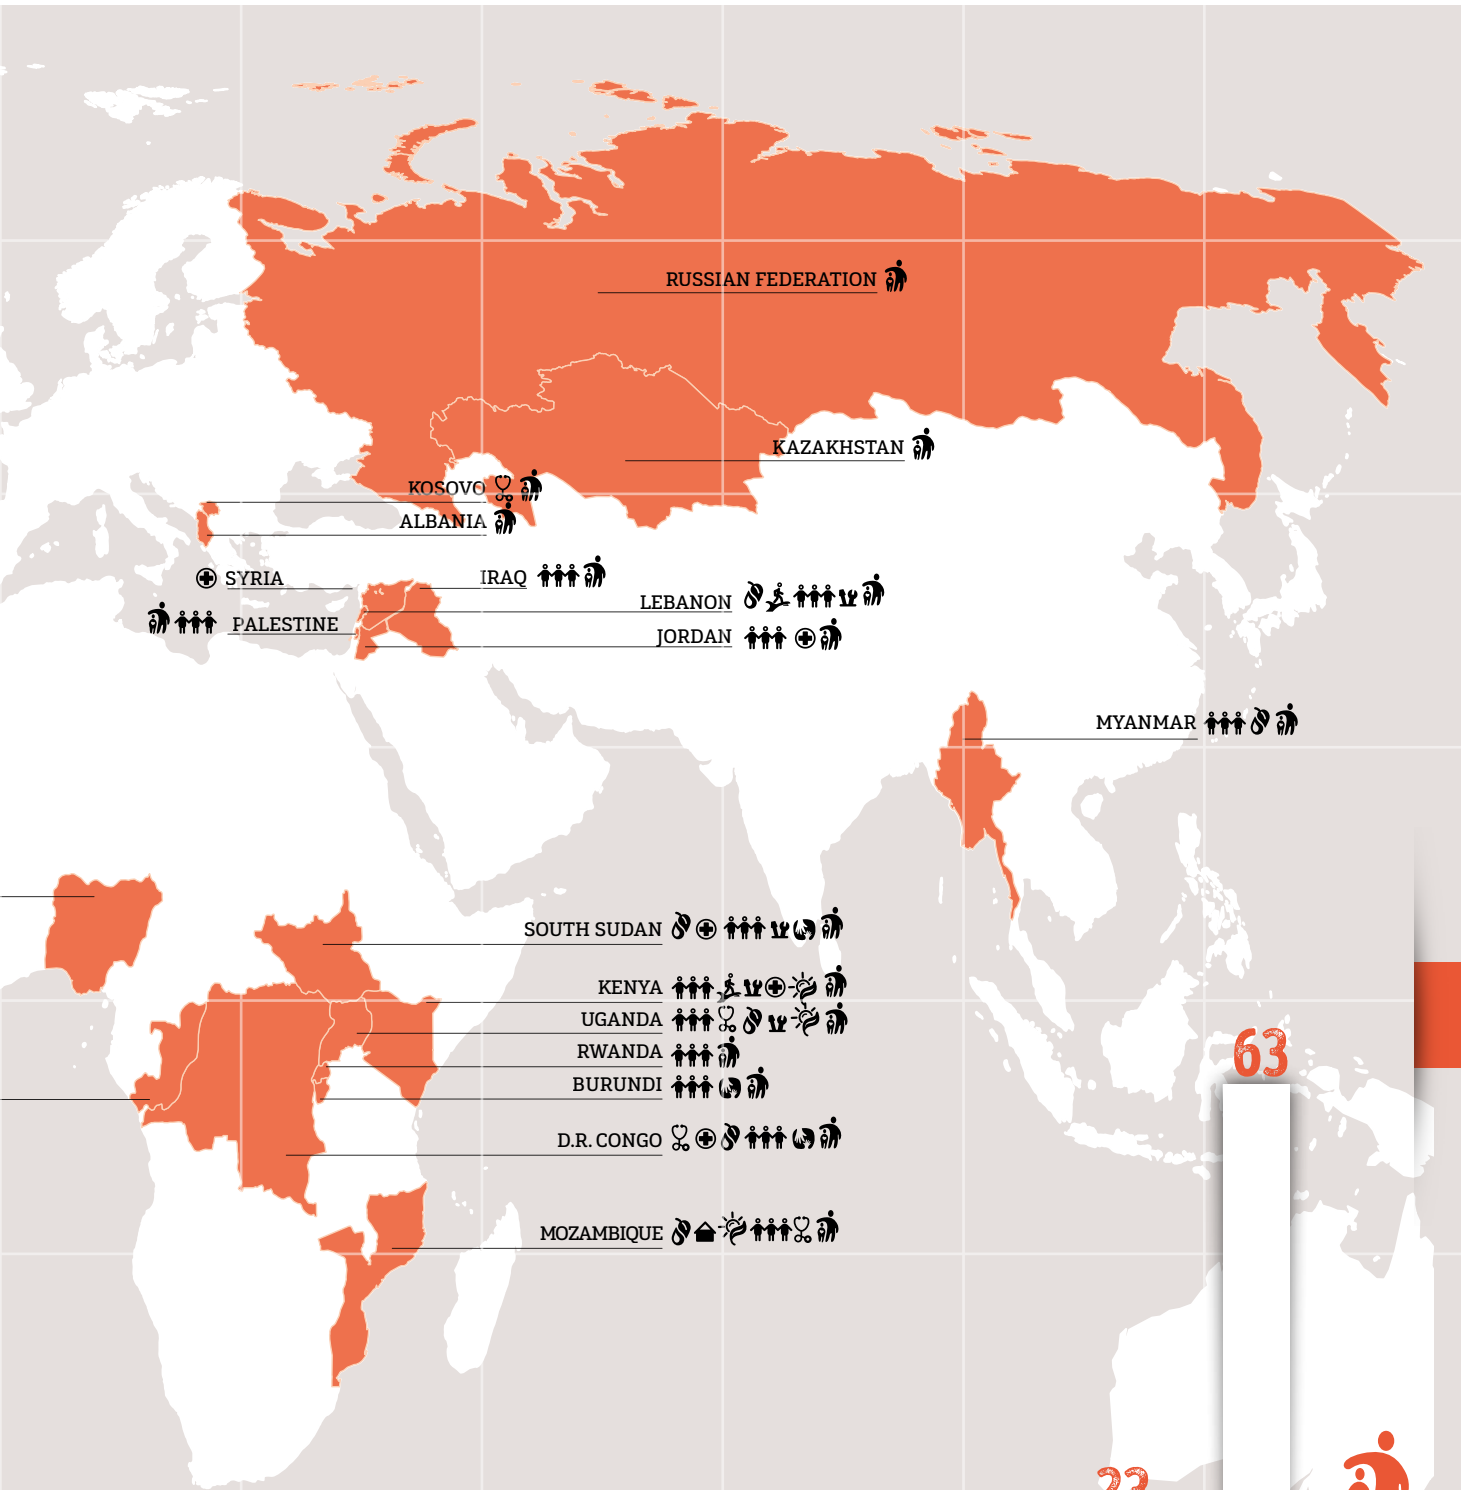 RUSSIAN FEDERATION
KAZAKHSTAN
KOSOVO
ALBANIA
SYRIA
IRAQ
LEBANON
PALESTINE
JORDAN
MYANMAR
SOUTH SUDAN
KENYA
UGANDA
RWANDA
BURUNDI
63
D.R. CONGO
MOZAMBIQUE